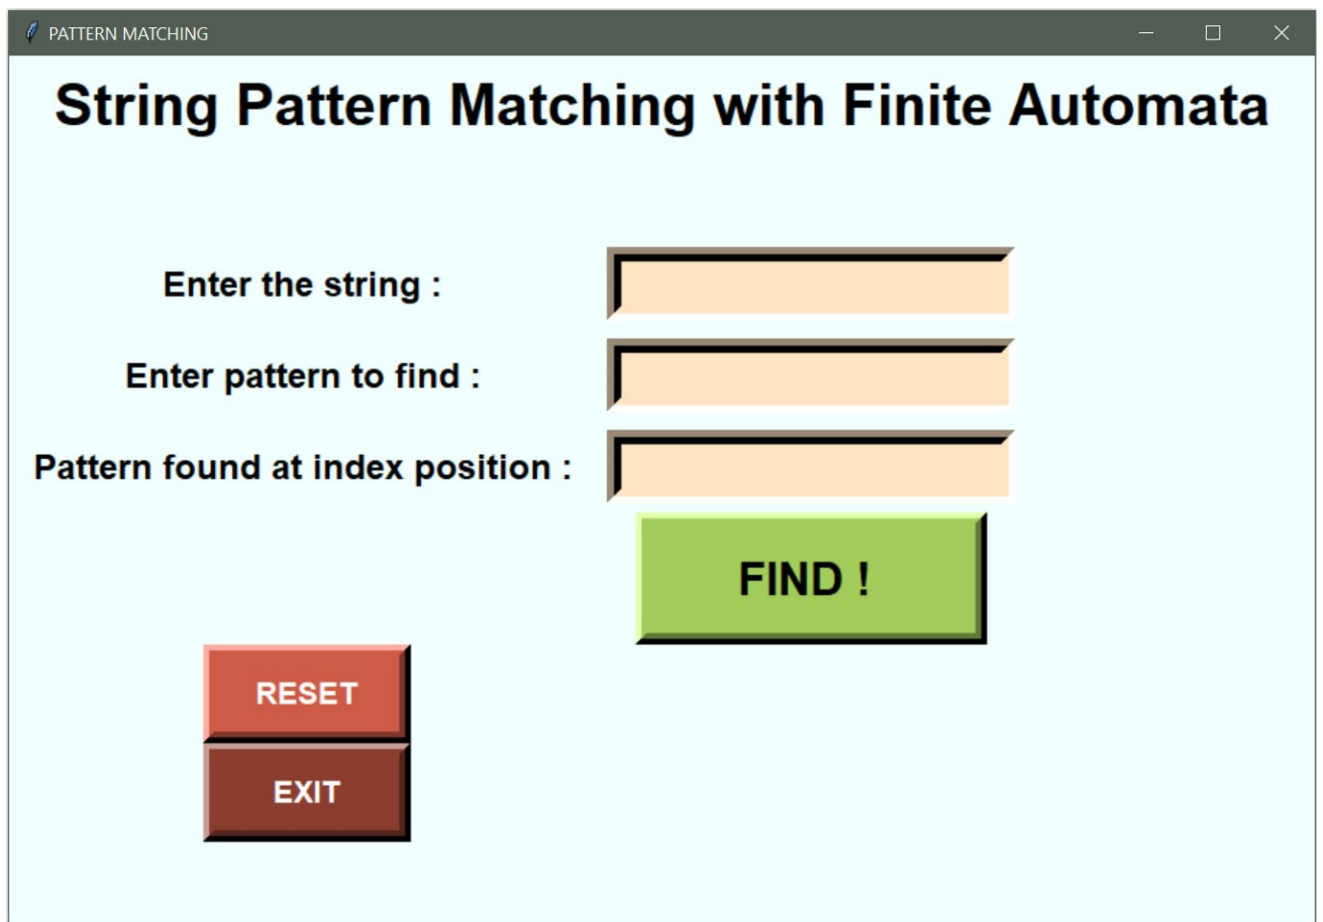 PATTERN MATCHING
String Pattern Matching with Finite Automata
Enter the string :
Enter pattern to find :
Pattern found at index position :
FIND !
RESET
EXIT